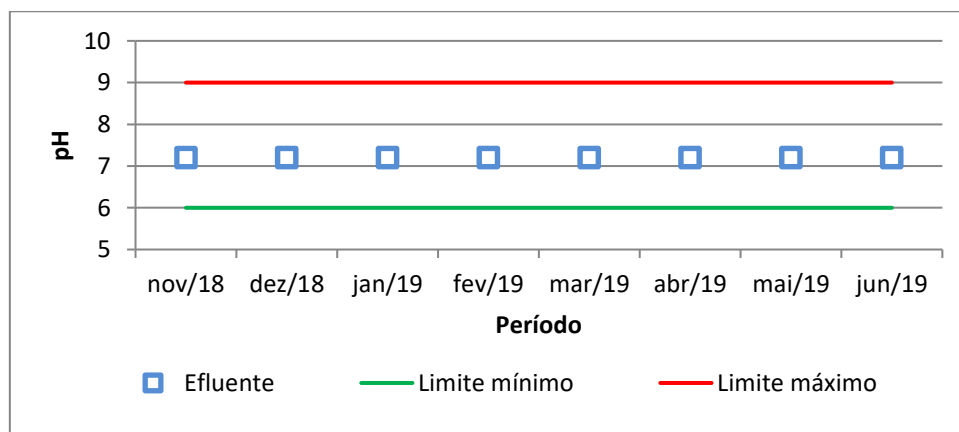 10
9
8
7
6
5
pH
nov/18 dez/18 jan/19 fev/19 mar/19 abr/19 mai/19 jun/19
Período
Efluente Limite mínimo Limite máximo